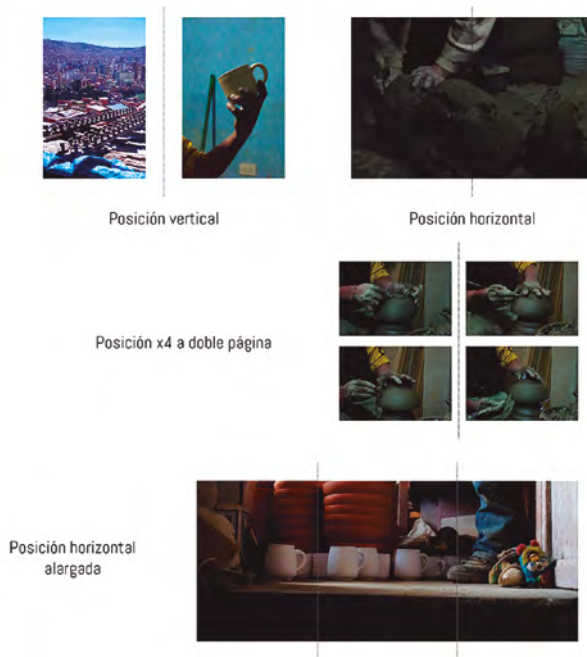 Posición vertical
Posición horizontal
Posición x4 a doble página
Posición horizontal
alargada